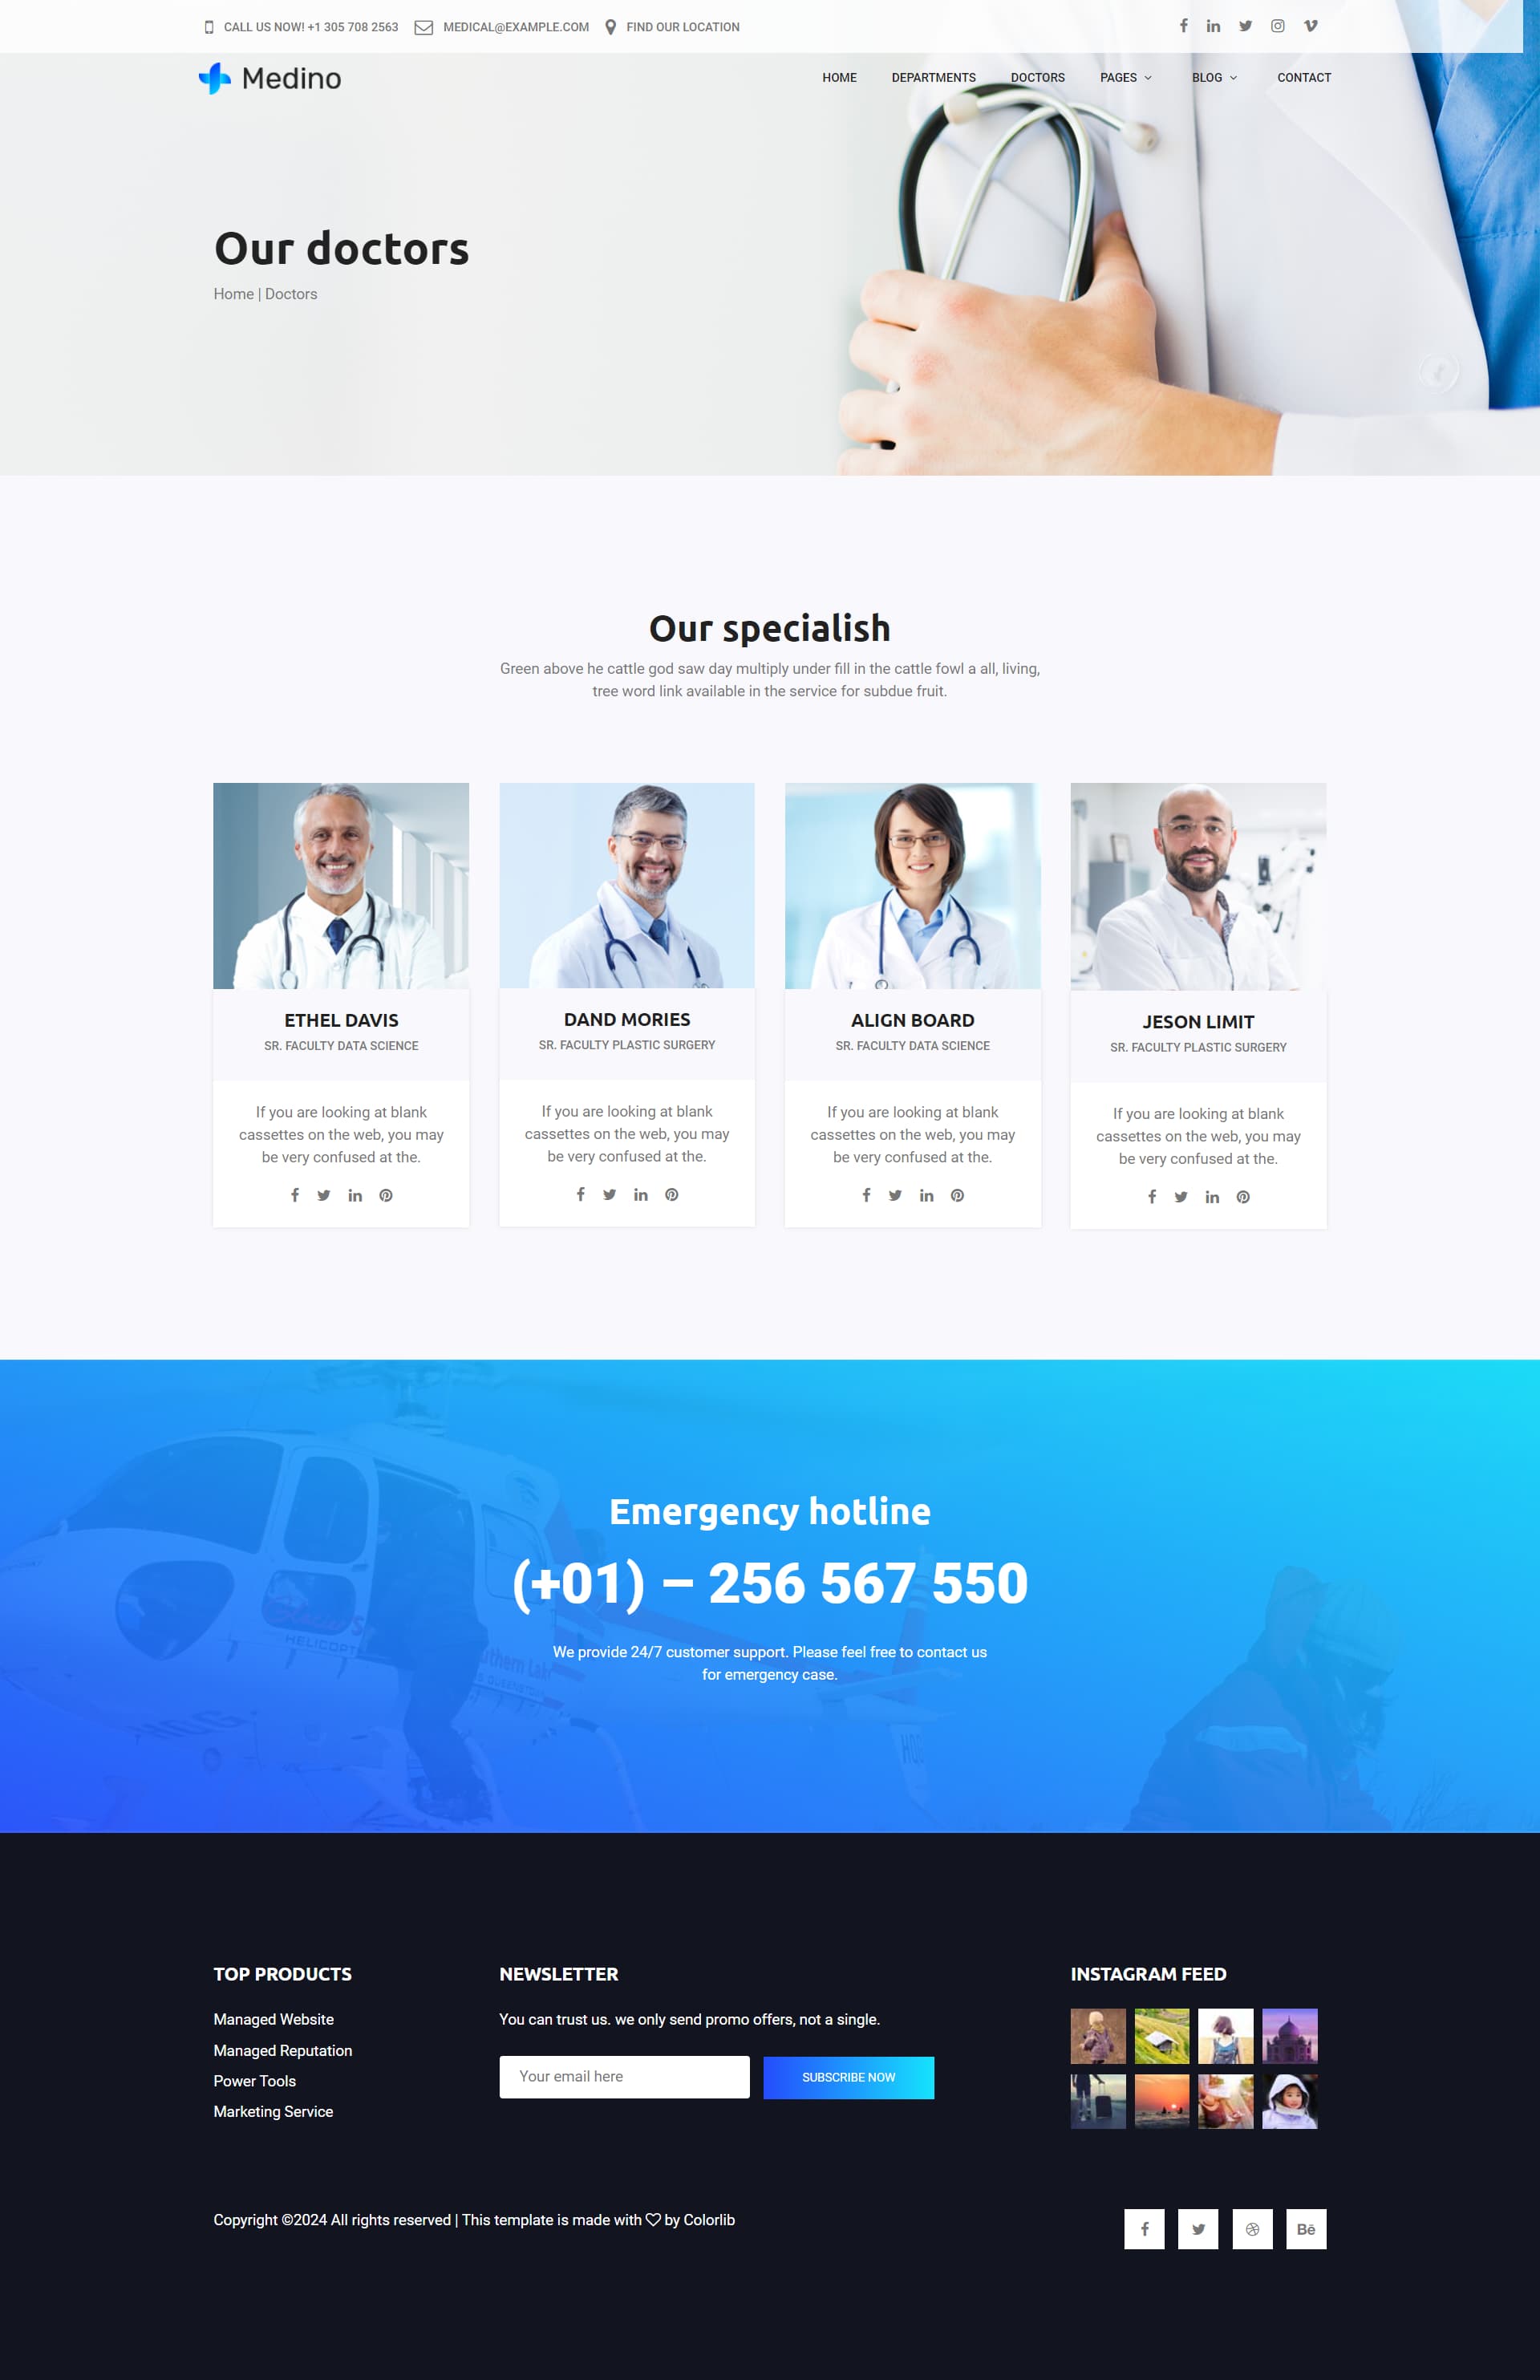 CALL US NOW! +1 305 708 2563 MEDICAL@EXAMPLE.COM FIND OUR LOCATION
Medino
HOME DEPARTMENTS DOCTORS PAGES BLOG CONTACT
Our doctors
Home | Doctors
Our specialish
Green above he cattle god saw day multiply under fill in the cattle fowl a all, living,
tree word link available in the service for subdue fruit.
ETHEL DAVIS
SR. FACULTY DATA SCIENCE
If you are looking at blank
cassettes on the web, you may
be very confused at the.
DAND MORIES
SR. FACULTY PLASTIC SURGERY
If you are looking at blank
cassettes on the web, you may
be very confused at the.
ALIGN BOARD
SR. FACULTY DATA SCIENCE
If you are looking at blank
cassettes on the web, you may
be very confused at the.
JESON LIMIT
SR. FACULTY PLASTIC SURGERY
If you are looking at blank
cassettes on the web, you may
be very confused at the.
Emergency hotline
(+01) – 256 567 550
We provide 24/7 customer support. Please feel free to contact us
for emergency case.
TOP PRODUCTS
Managed Website
Managed Reputation
Power Tools
Marketing Service
NEWSLETTER
You can trust us. we only send promo offers, not a single.
Your email here
SUBSCRIBE NOW
INSTAGRAM FEED
Copyright ©2024 All rights reserved | This template is made with ♡ by Colorlib
Bē